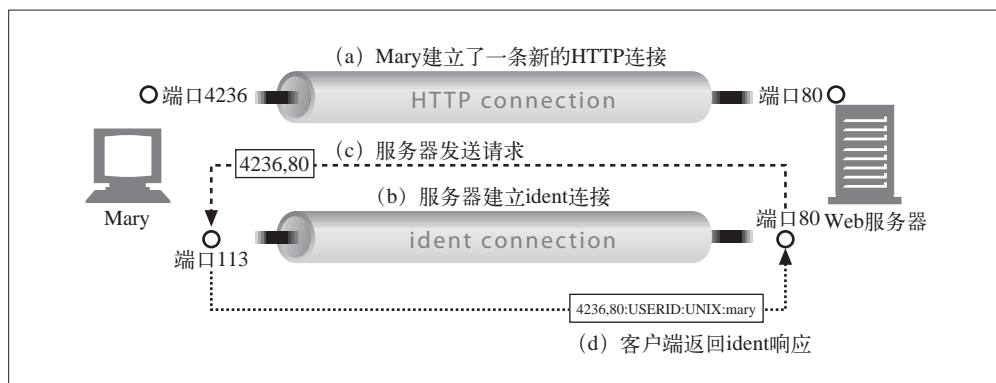 (a) Mary建立了一条新的HTTP连接
端口4236
HTTP connection
端口80
(c) 服务器发送请求
4236,80
(b) 服务器建立ident连接
Mary
端口80
Web服务器
ident connection
端口113
4236,80:USERID:UNIX:mary
(d) 客户端返回ident响应